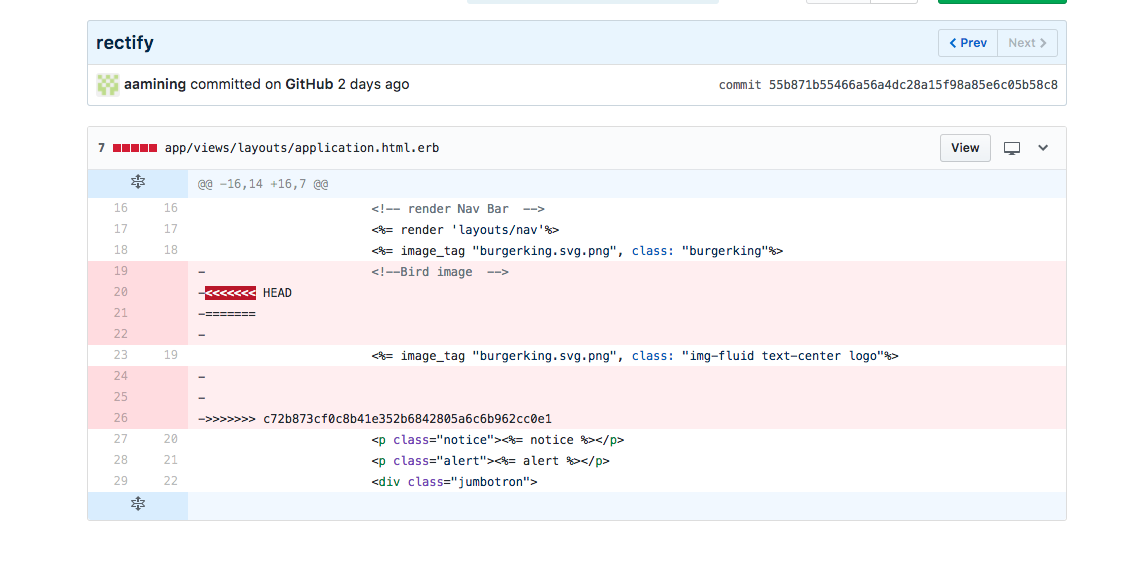 rectify
Prev Next
aamining committed on GitHub 2 days ago commit 55b871b55466a56a4dc28a15f98a85e6c05b58c8
7 app/views/layouts/application.html.erb View
@@ -16,14 +16,7 @@
16 16 <!-- render Nav Bar  -->
17 17 <%= render 'layouts/nav'%>
18 18 <%= image_tag "burgerking.svg.png", class: "burgerking"%>
19 - <!--Bird image  -->
20 -<<<<<<< HEAD
21 -=======
22 -
23 19 <%= image_tag "burgerking.svg.png", class: "img-fluid text-center logo"%>
24 -
25 -
26 ->>>>>>> c72b873cf0c8b41e352b6842805a6c6b962cc0e1
27 20 <p class="notice"><%= notice %></p>
28 21 <p class="alert"><%= alert %></p>
29 22 <div class="jumbotron">